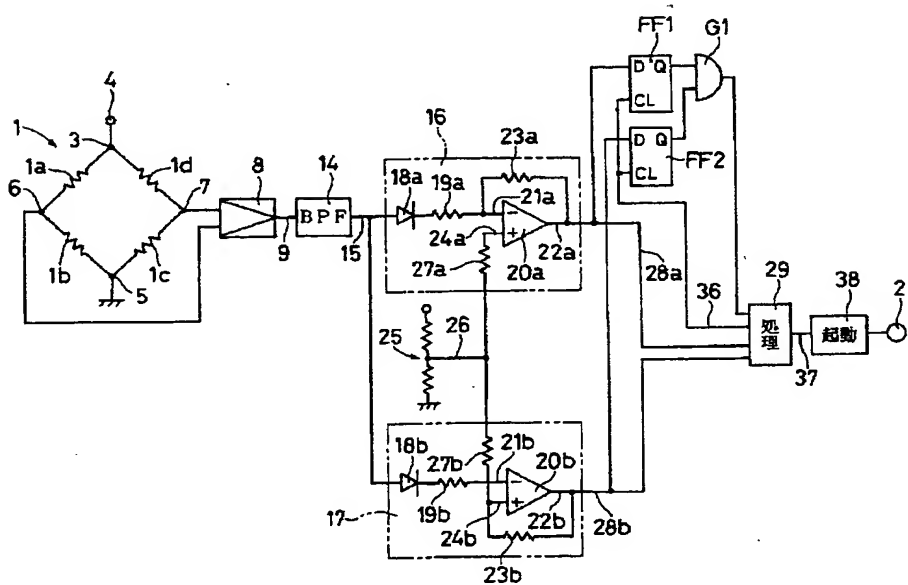 FF1
G1
D Q
CL
4
1
3
1a
1d
6
7
1b
1c
5
8
9
BPF
14
15
16
18a
19a
23a
21a
24a
27a
20a
22a
D Q
CL
FF2
28a
36
29
処理
37
38
起動
2
25
26
18b
27b
21b
20b
19b
24b
22b
17
23b
28b